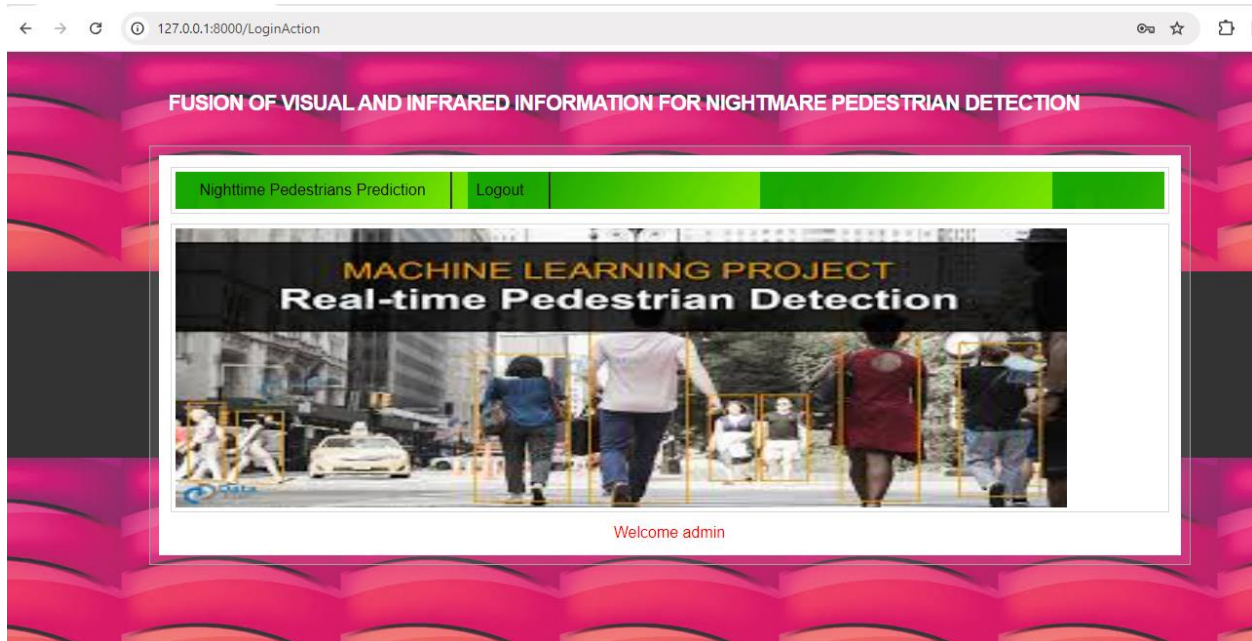 127.0.0.1:8000/LoginAction
FUSION OF VISUAL AND INFRARED INFORMATION FOR NIGHTMARE PEDESTRIAN DETECTION
Nighttime Pedestrians Prediction Logout
MACHINE LEARNING PROJECT
Real-time Pedestrian Detection
Data
Welcome admin